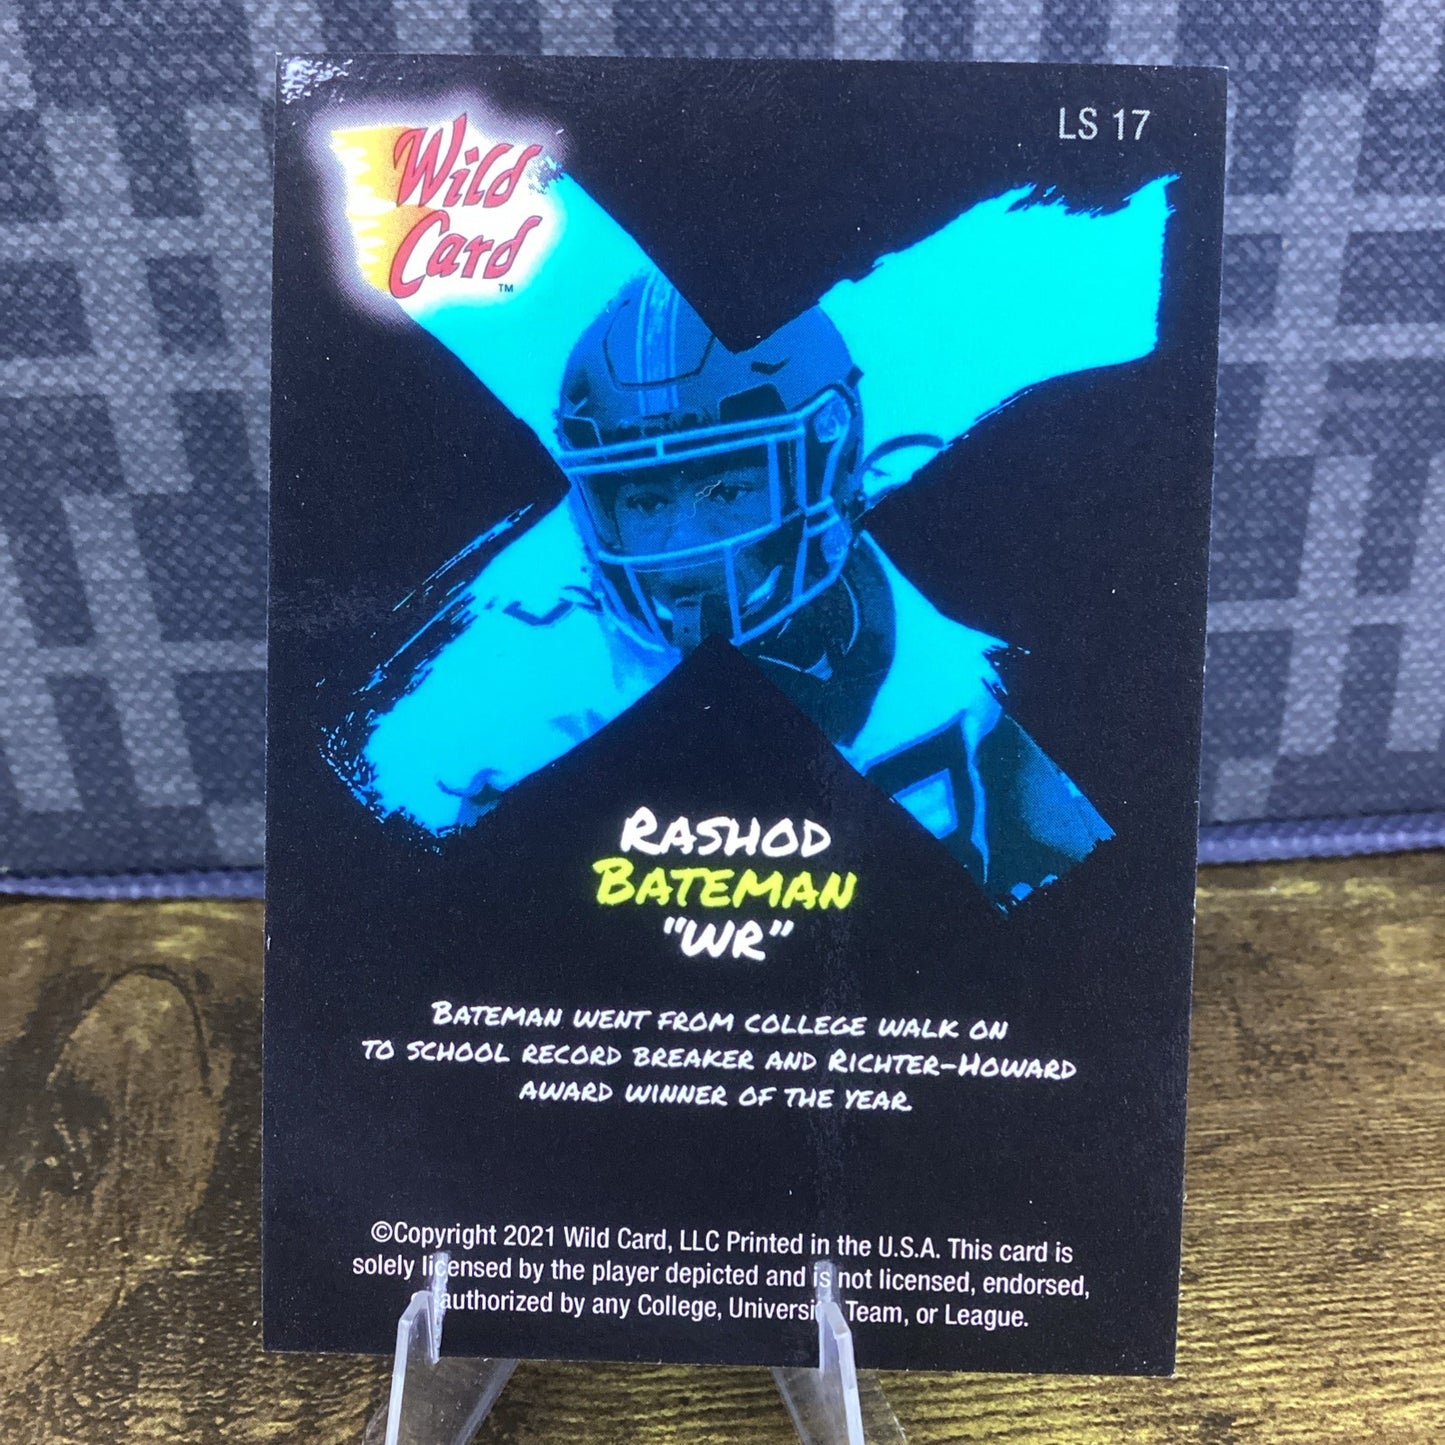 LS 17
Wild
Card
TM
RASHOD
BATEMAN
"WR"
BATEMAN WENT FROM COLLEGE WALK ON
TO SCHOOL RECORD BREAKER AND RICHTER-HOWARD
AWARD WINNER OF THE YEAR.
©Copyright 2021 Wild Card, LLC Printed in the U.S.A. This card is
solely licensed by the player depicted and is not licensed, endorsed,
authorized by any College, University, Team, or League.